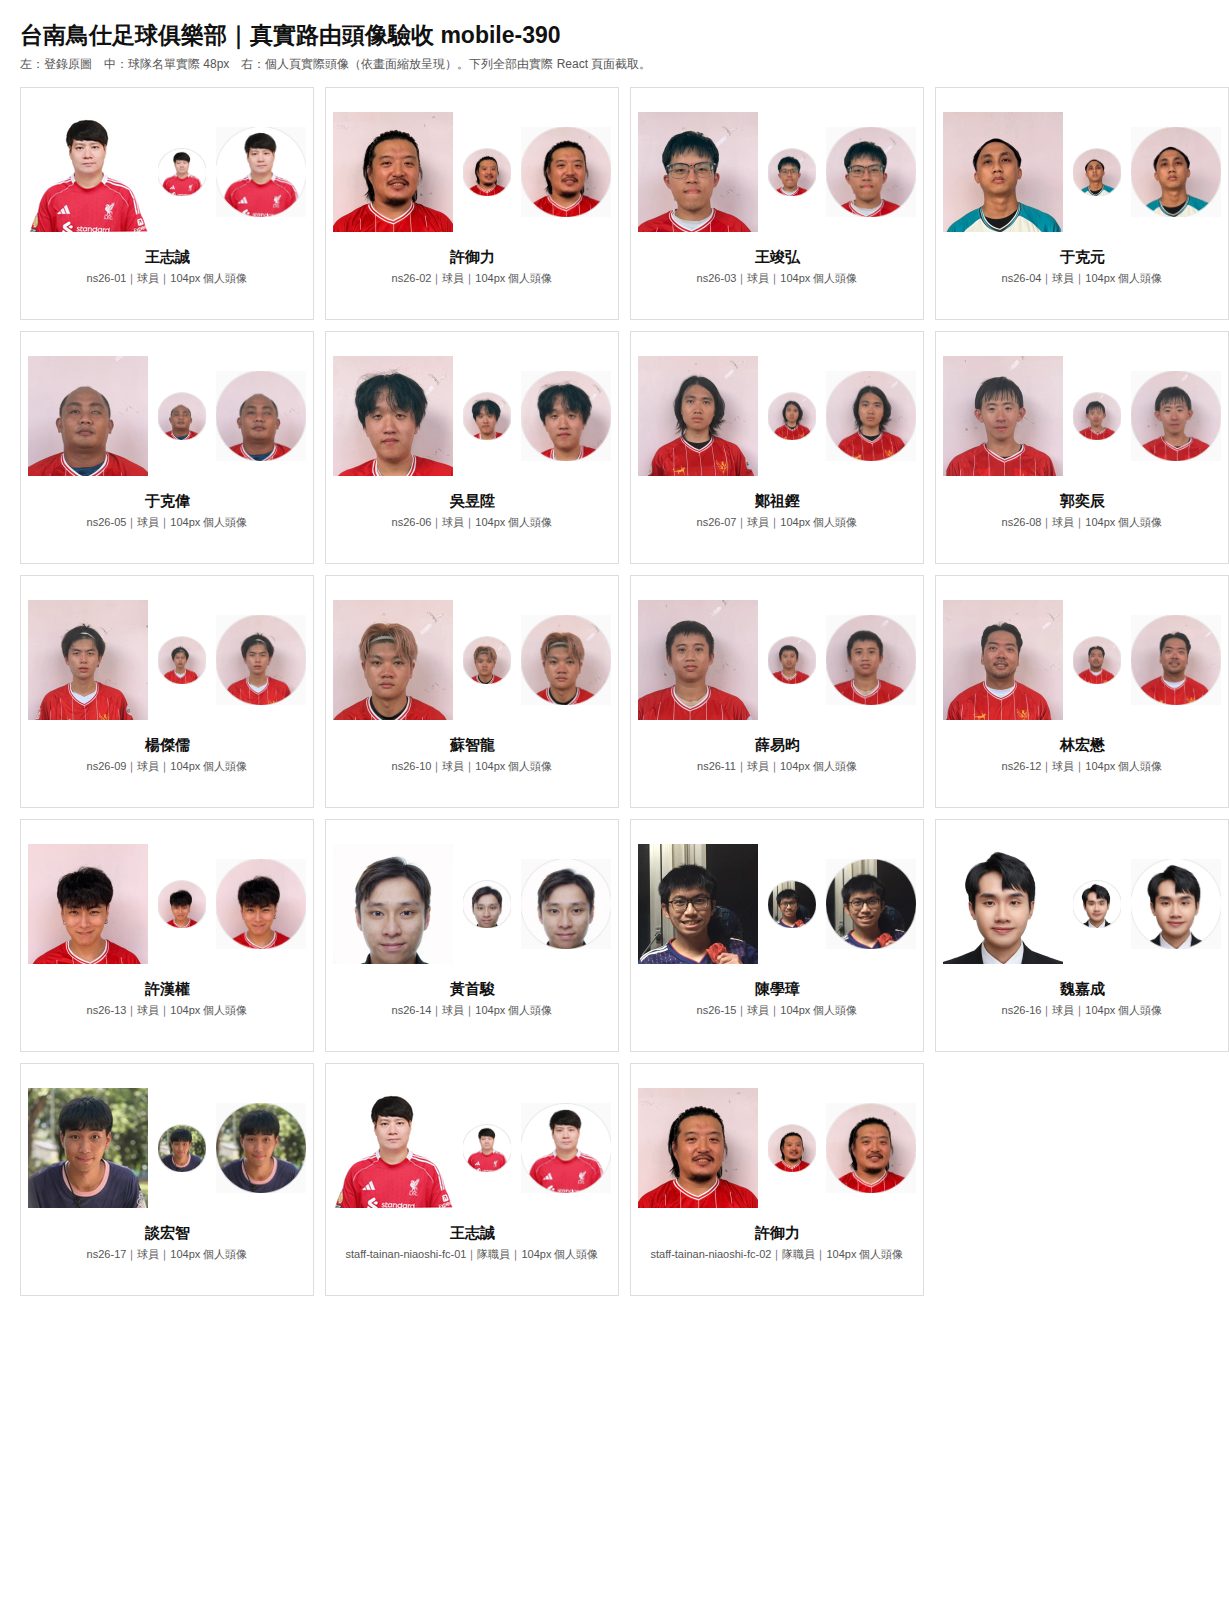 台南鳥仕足球俱樂部｜真實路由頭像驗收 mobile-390
左：登錄原圖　中：球隊名單實際 48px　右：個人頁實際頭像（依畫面縮放呈現）。下列全部由實際 React 頁面截取。
王志誠
ns26-01｜球員｜104px 個人頭像
許御力
ns26-02｜球員｜104px 個人頭像
王竣弘
ns26-03｜球員｜104px 個人頭像
于克元
ns26-04｜球員｜104px 個人頭像
于克偉
ns26-05｜球員｜104px 個人頭像
吳昱陞
ns26-06｜球員｜104px 個人頭像
鄭祖鏗
ns26-07｜球員｜104px 個人頭像
郭奕辰
ns26-08｜球員｜104px 個人頭像
楊傑儒
ns26-09｜球員｜104px 個人頭像
蘇智龍
ns26-10｜球員｜104px 個人頭像
薛易昀
ns26-11｜球員｜104px 個人頭像
林宏懋
ns26-12｜球員｜104px 個人頭像
許漢權
ns26-13｜球員｜104px 個人頭像
黃首駿
ns26-14｜球員｜104px 個人頭像
陳學璋
ns26-15｜球員｜104px 個人頭像
魏嘉成
ns26-16｜球員｜104px 個人頭像
談宏智
ns26-17｜球員｜104px 個人頭像
王志誠
staff-tainan-niaoshi-fc-01｜隊職員｜104px 個人頭像
許御力
staff-tainan-niaoshi-fc-02｜隊職員｜104px 個人頭像